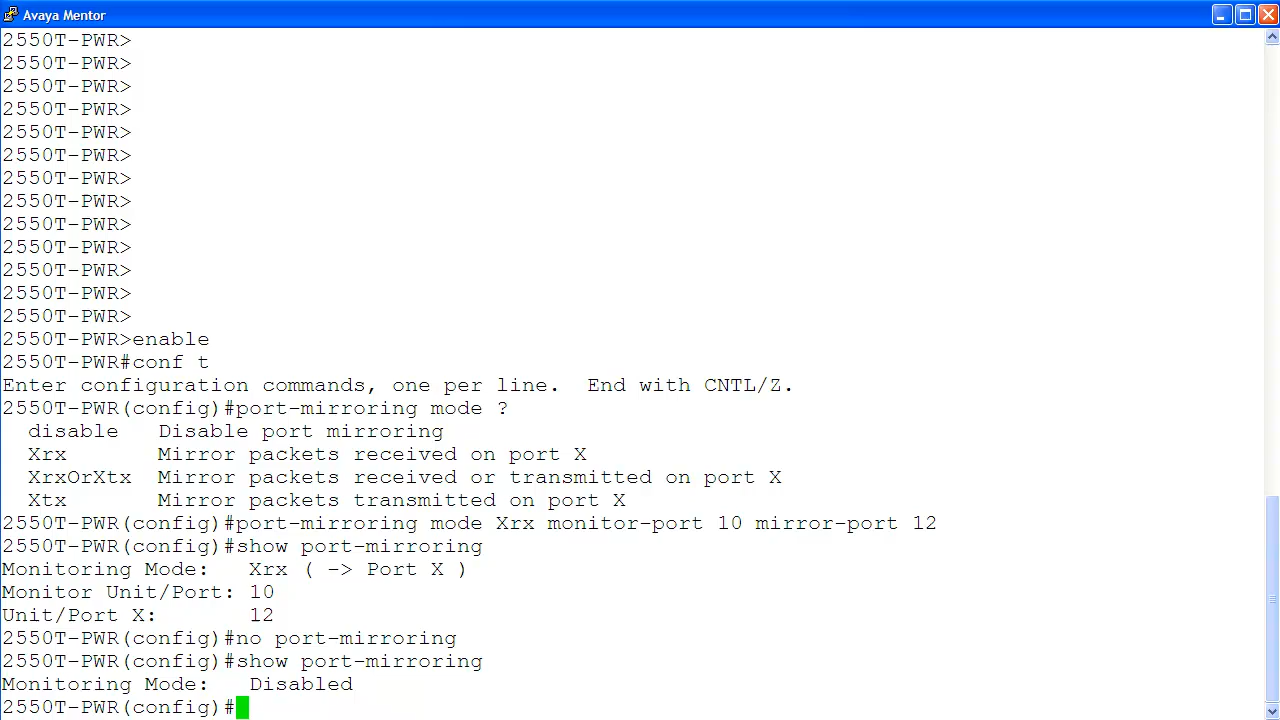 Avaya Mentor
2550T-PWR>
2550T-PWR>
2550T-PWR>
2550T-PWR>
2550T-PWR>
2550T-PWR>
2550T-PWR>
2550T-PWR>
2550T-PWR>
2550T-PWR>
2550T-PWR>
2550T-PWR>
2550T-PWR>
2550T-PWR>enable
2550T-PWR#conf t
Enter configuration commands, one per line.  End with CNTL/Z.
2550T-PWR(config)#port-mirroring mode ?
  disable   Disable port mirroring
  Xrx       Mirror packets received on port X
  XrxOrXtx  Mirror packets received or transmitted on port X
  Xtx       Mirror packets transmitted on port X
2550T-PWR(config)#port-mirroring mode Xrx monitor-port 10 mirror-port 12
2550T-PWR(config)#show port-mirroring
Monitoring Mode:   Xrx ( -> Port X )
Monitor Unit/Port: 10
Unit/Port X:       12
2550T-PWR(config)#no port-mirroring
2550T-PWR(config)#show port-mirroring
Monitoring Mode:   Disabled
2550T-PWR(config)#